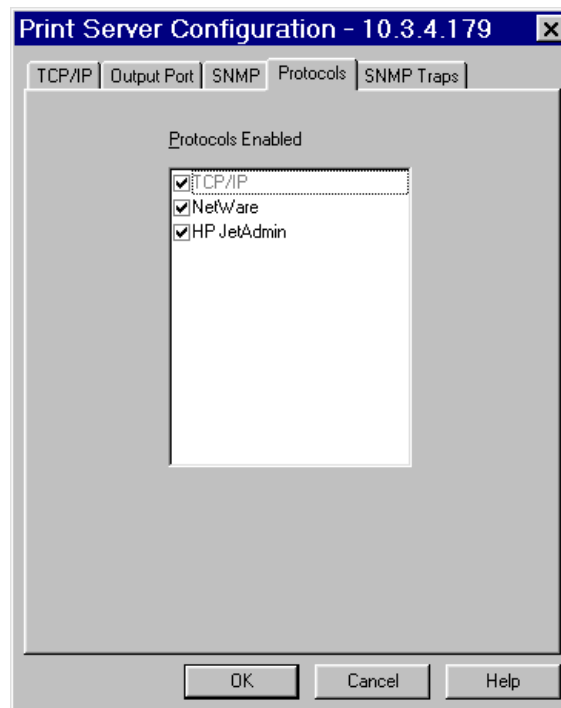 Print Server Configuration - 10.3.4.179
TCP/IP Output Port SNMP Protocols SNMP Traps
Protocols Enabled
TCP/IP
NetWare
HP JetAdmin
OK Cancel Help